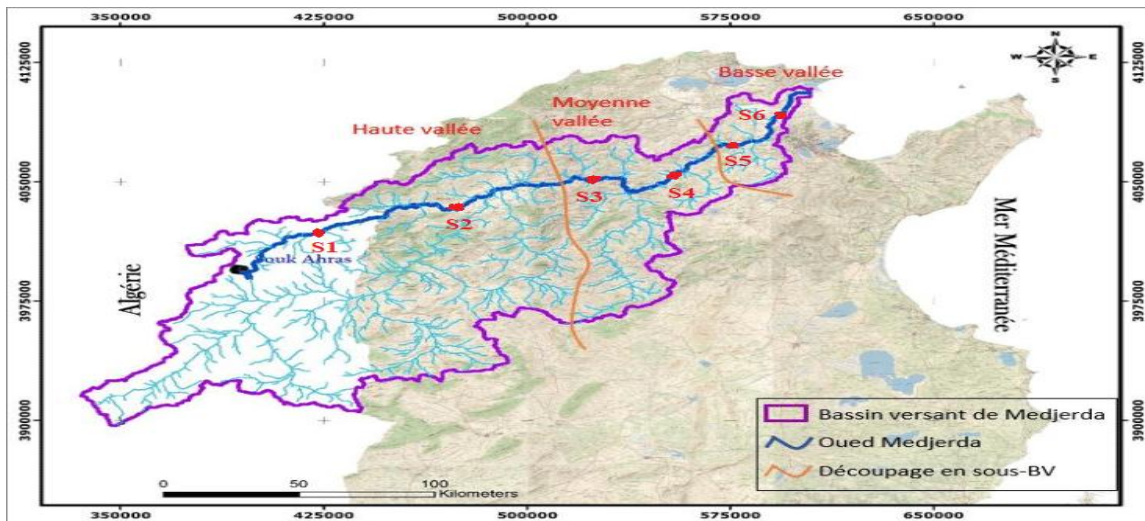 350000 425000 500000 575000 650000
4125000
4125000
N
W E
S
Basse vallée
Moyenne
vallée
Haute vallée
S6
S5
4050000
4050000
S4
S3
S2
S1
Souk Ahras
Algérie
Mer Méditerranée
3975000
3975000
Bassin versant de Medjerda
Oued Medjerda
Découpage en sous-BV
3900000
3900000
0 50 100
Kilometers
350000 425000 500000 575000 650000